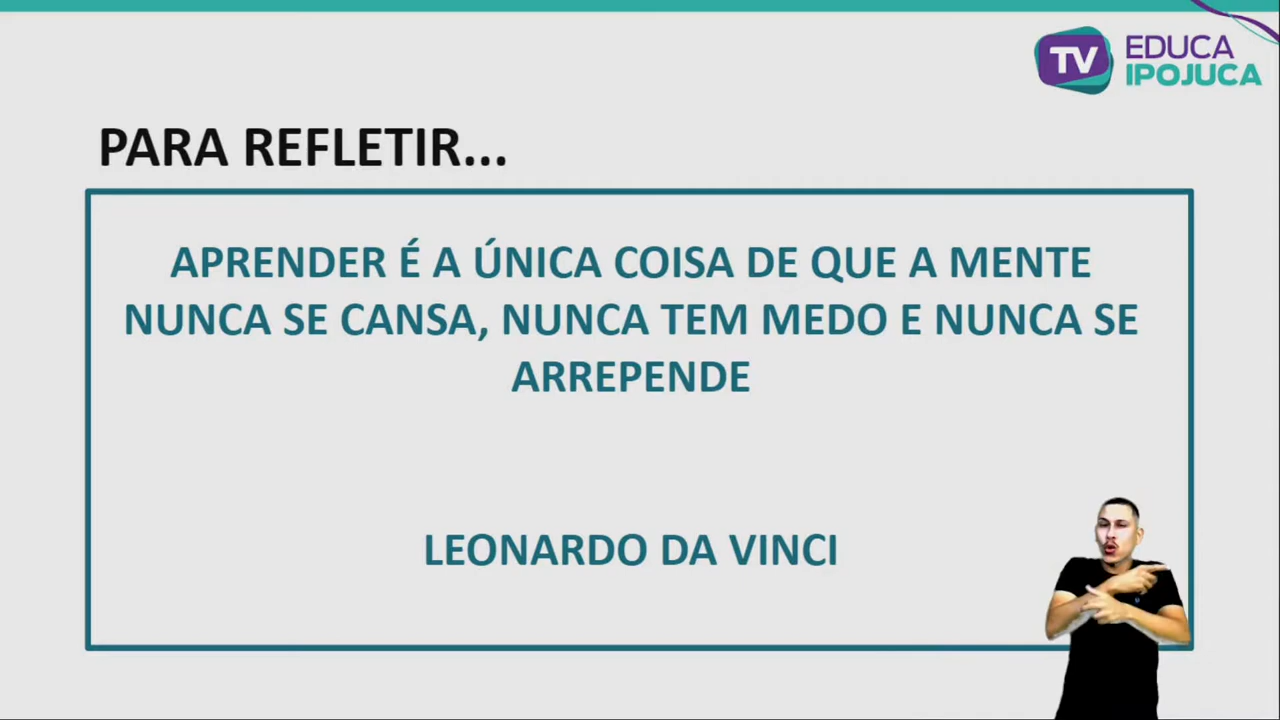 TV EDUCA
IPOJUCA
PARA REFLETIR...
APRENDER É A ÚNICA COISA DE QUE A MENTE
NUNCA SE CANSA, NUNCA TEM MEDO E NUNCA SE
ARREPENDE
LEONARDO DA VINCI